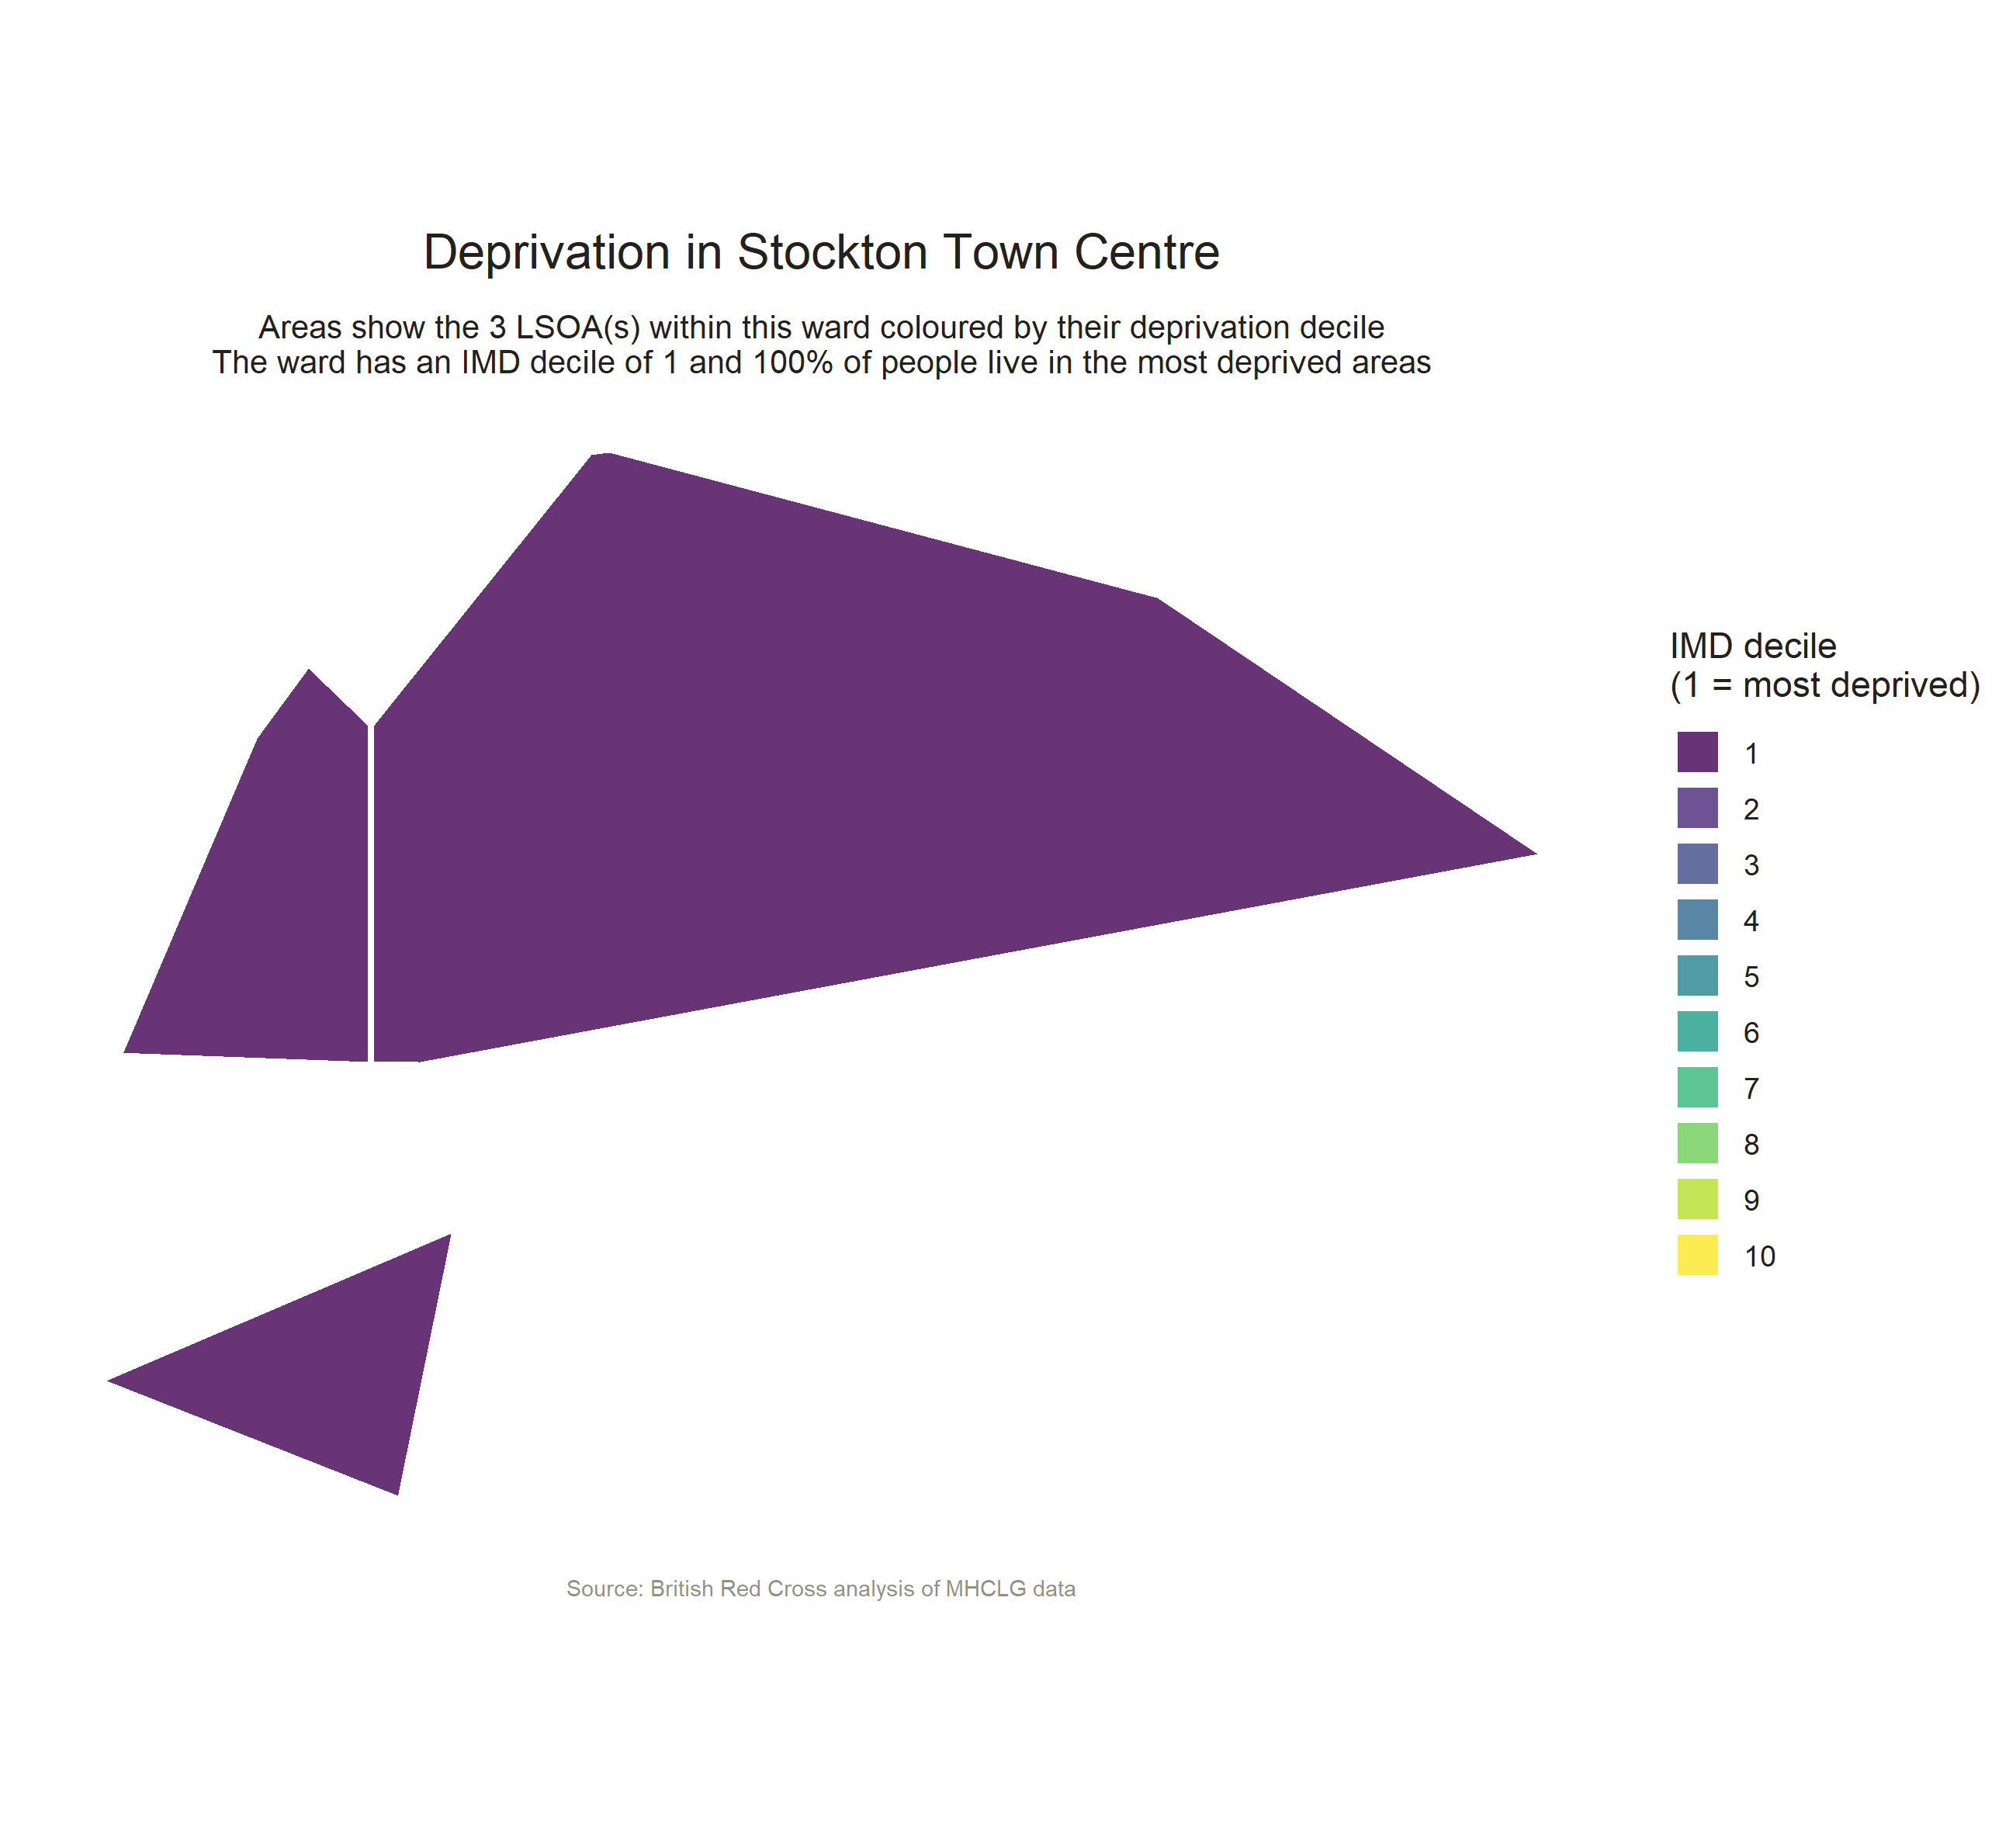 Deprivation in Stockton Town Centre
Areas show the 3 LSOA(s) within this ward coloured by their deprivation decile
The ward has an IMD decile of 1 and 100% of people live in the most deprived areas
IMD decile
(1 = most deprived)
1
2
3
4
5
6
7
8
9
10
Source: British Red Cross analysis of MHCLG data